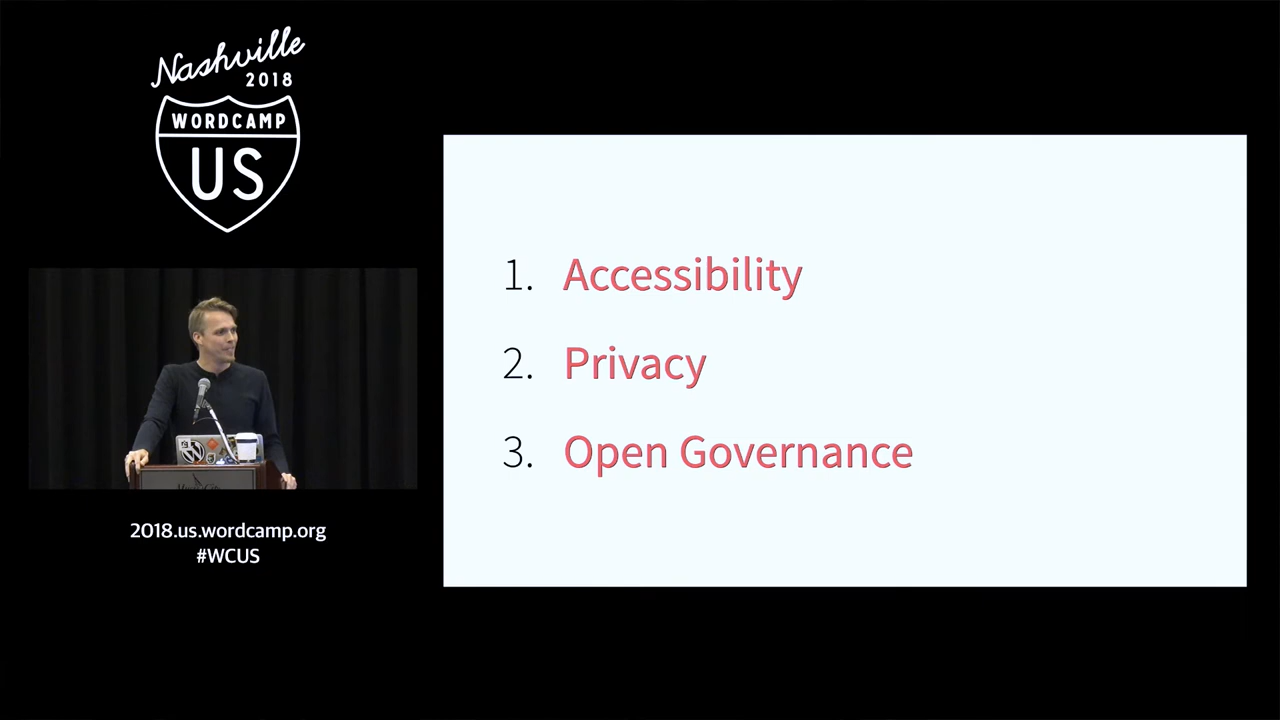 Nashville
2018
WORDCAMP
US
2018.us.wordcamp.org
#WCUS
1. Accessibility
2. Privacy
3. Open Governance